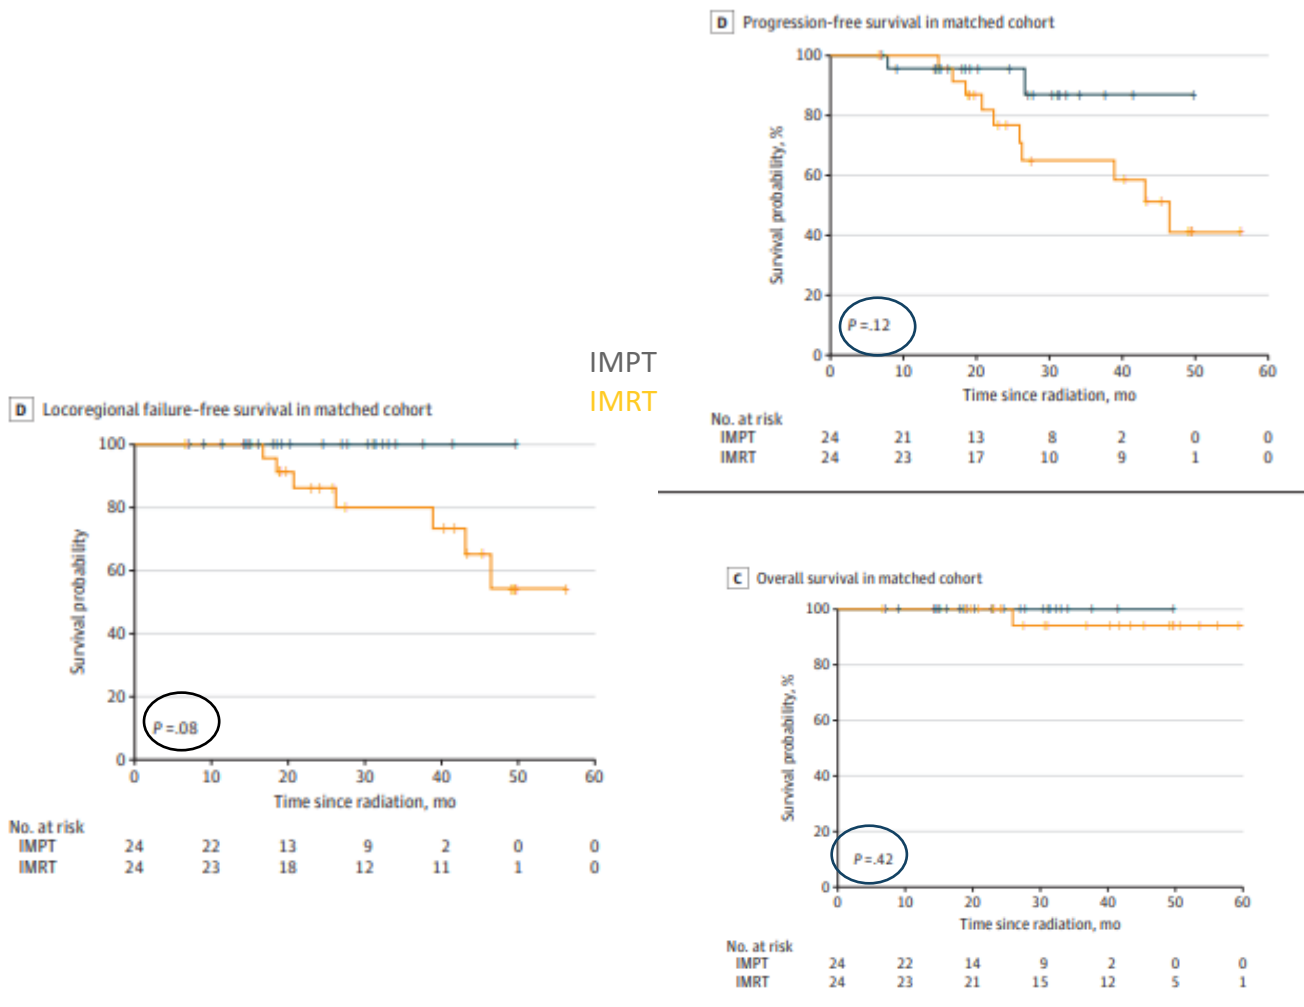 D Progression-free survival in matched cohort
100
80
60
40
20
0
Survival probability, %
P=.12
0 10 20 30 40 50 60
Time since radiation, mo
No. at risk
IMPT 24 21 13 8 2 0 0
IMRT 24 23 17 10 9 1 0
IMPT
IMRT
D Locoregional failure-free survival in matched cohort
100
80
60
40
20
0
Survival probability
P=.08
0 10 20 30 40 50 60
Time since radiation, mo
No. at risk
IMPT 24 22 13 9 2 0 0
IMRT 24 23 18 12 11 1 0
C Overall survival in matched cohort
100
80
60
40
20
0
Survival probability, %
P=.42
0 10 20 30 40 50 60
Time since radiation, mo
No. at risk
IMPT 24 22 14 9 2 0 0
IMRT 24 23 21 15 12 5 1